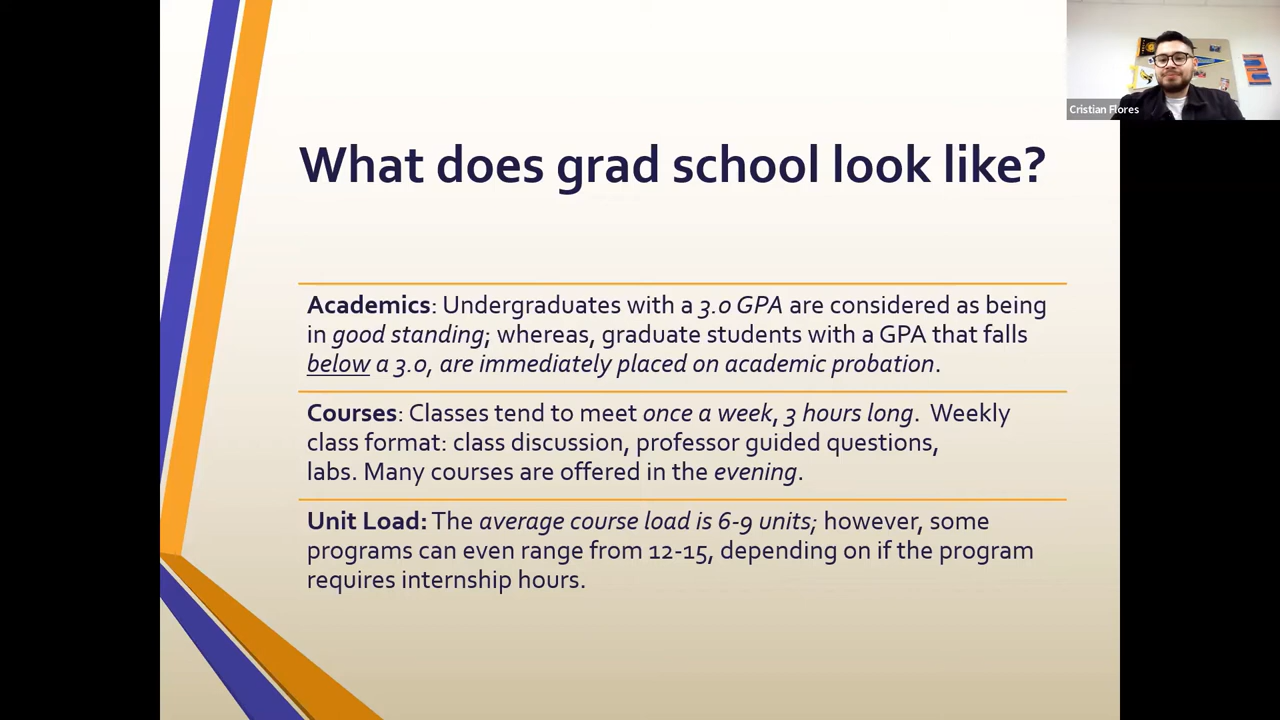 Cristian Flores
What does grad school look like?
Academics: Undergraduates with a 3.0 GPA are considered as being
in good standing; whereas, graduate students with a GPA that falls
below a 3.0, are immediately placed on academic probation.
Courses: Classes tend to meet once a week, 3 hours long.  Weekly
class format: class discussion, professor guided questions,
labs. Many courses are offered in the evening.
Unit Load: The average course load is 6-9 units; however, some
programs can even range from 12-15, depending on if the program
requires internship hours.